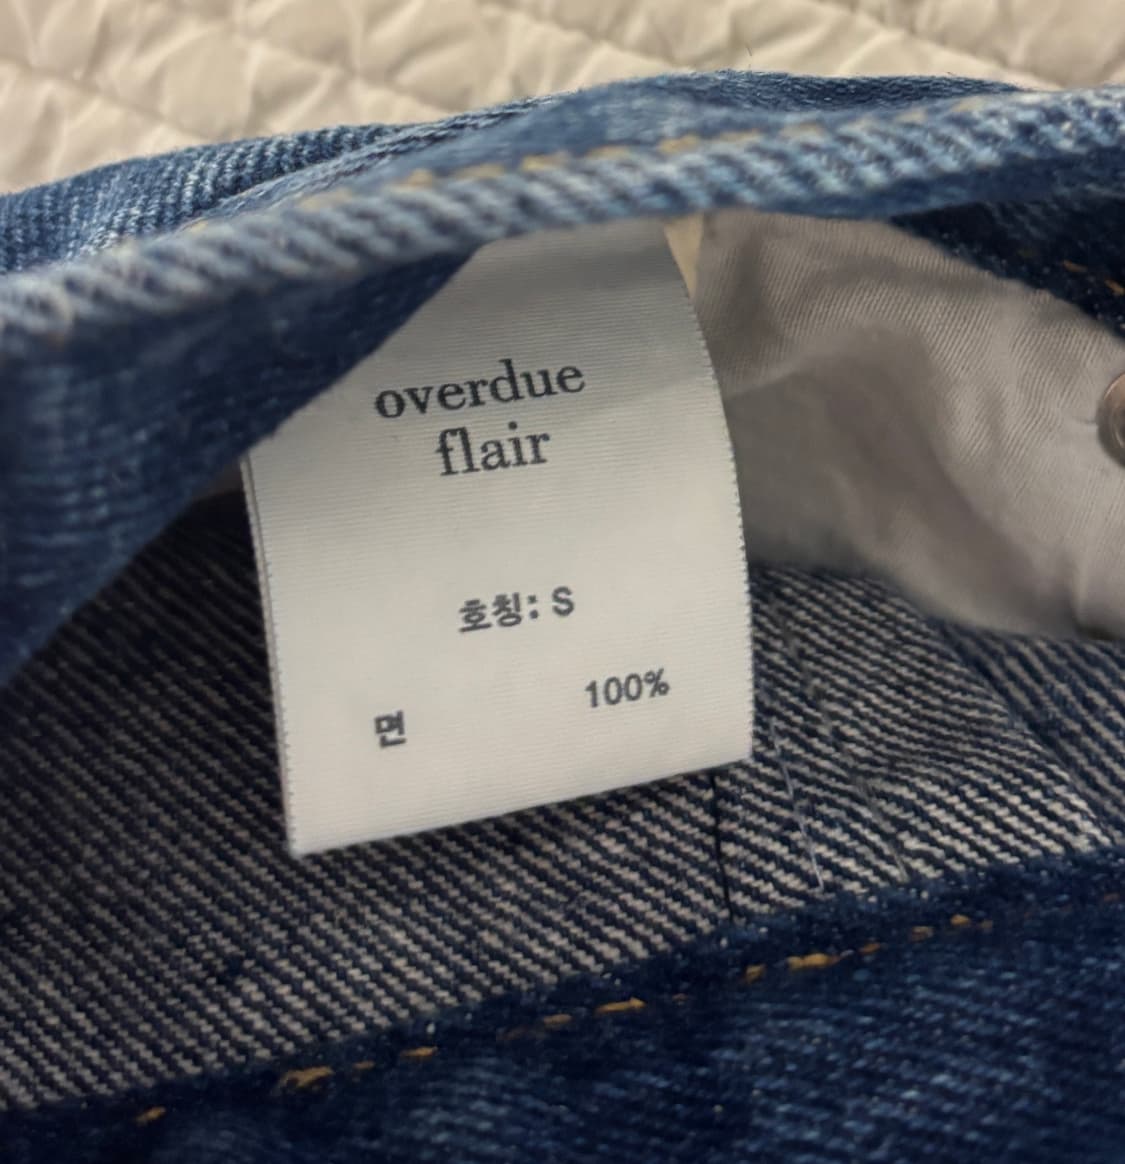 overdue
flair
호칭: S
면 100%